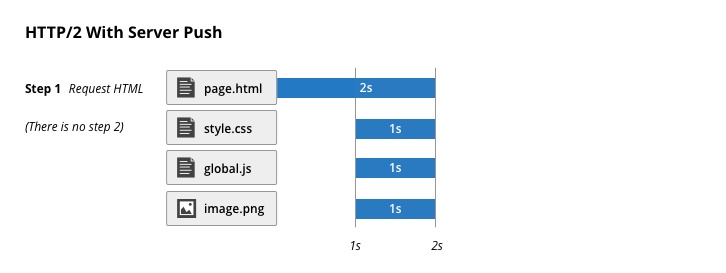 HTTP/2 With Server Push
Step 1 Request HTML
page.html
2s
(There is no step 2)
style.css
1s
global.js
1s
image.png
1s
1s
2s